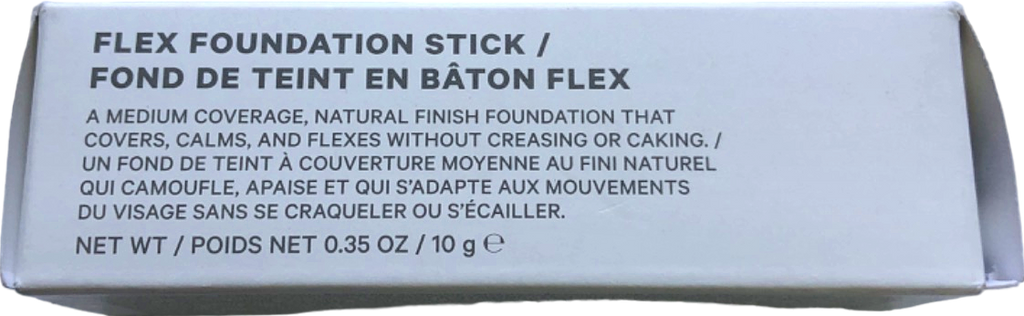 FLEX FOUNDATION STICK /
FOND DE TEINT EN BÂTON FLEX
A MEDIUM COVERAGE, NATURAL FINISH FOUNDATION THAT
COVERS, CALMS, AND FLEXES WITHOUT CREASING OR CAKING. /
UN FOND DE TEINT À COUVERTURE MOYENNE AU FINI NATUREL
QUI CAMOUFLE, APAISE ET QUI S’ADAPTE AUX MOUVEMENTS
DU VISAGE SANS SE CRAQUELER OU S’ÉCAILLER.
NET WT / POIDS NET 0.35 OZ / 10 g ℮